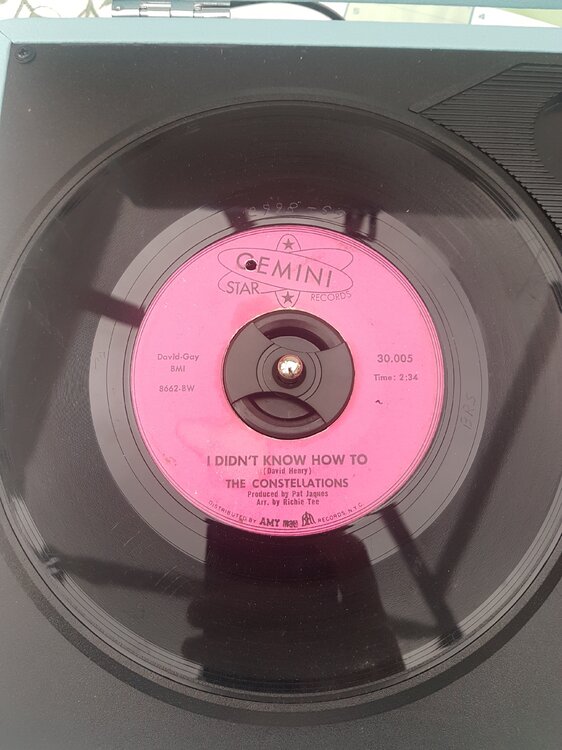 GEMINI
STAR
RECORDS
David-Gay
BMI
8662-BW
30.005
Time: 2:34
I DIDN'T KNOW HOW TO
(David Henry)
THE CONSTELLATIONS
Produced by Pat Jaques
Arr. by Richie Tee
DISTRIBUTED BY AMY mala Bell RECORDS, N.Y.C.
BRS